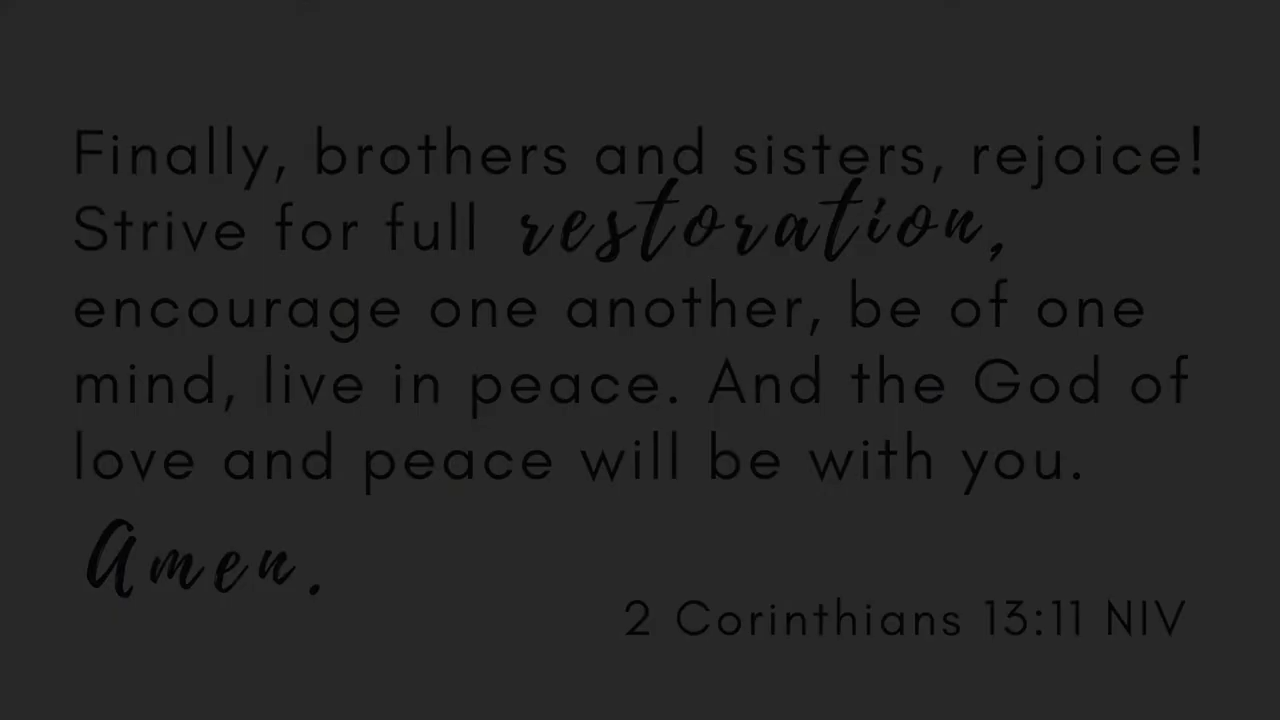 Finally, brothers and sisters, rejoice!
Strive for full restoration,
encourage one another, be of one
mind, live in peace. And the God of
love and peace will be with you.
Amen.
2 Corinthians 13:11 NIV